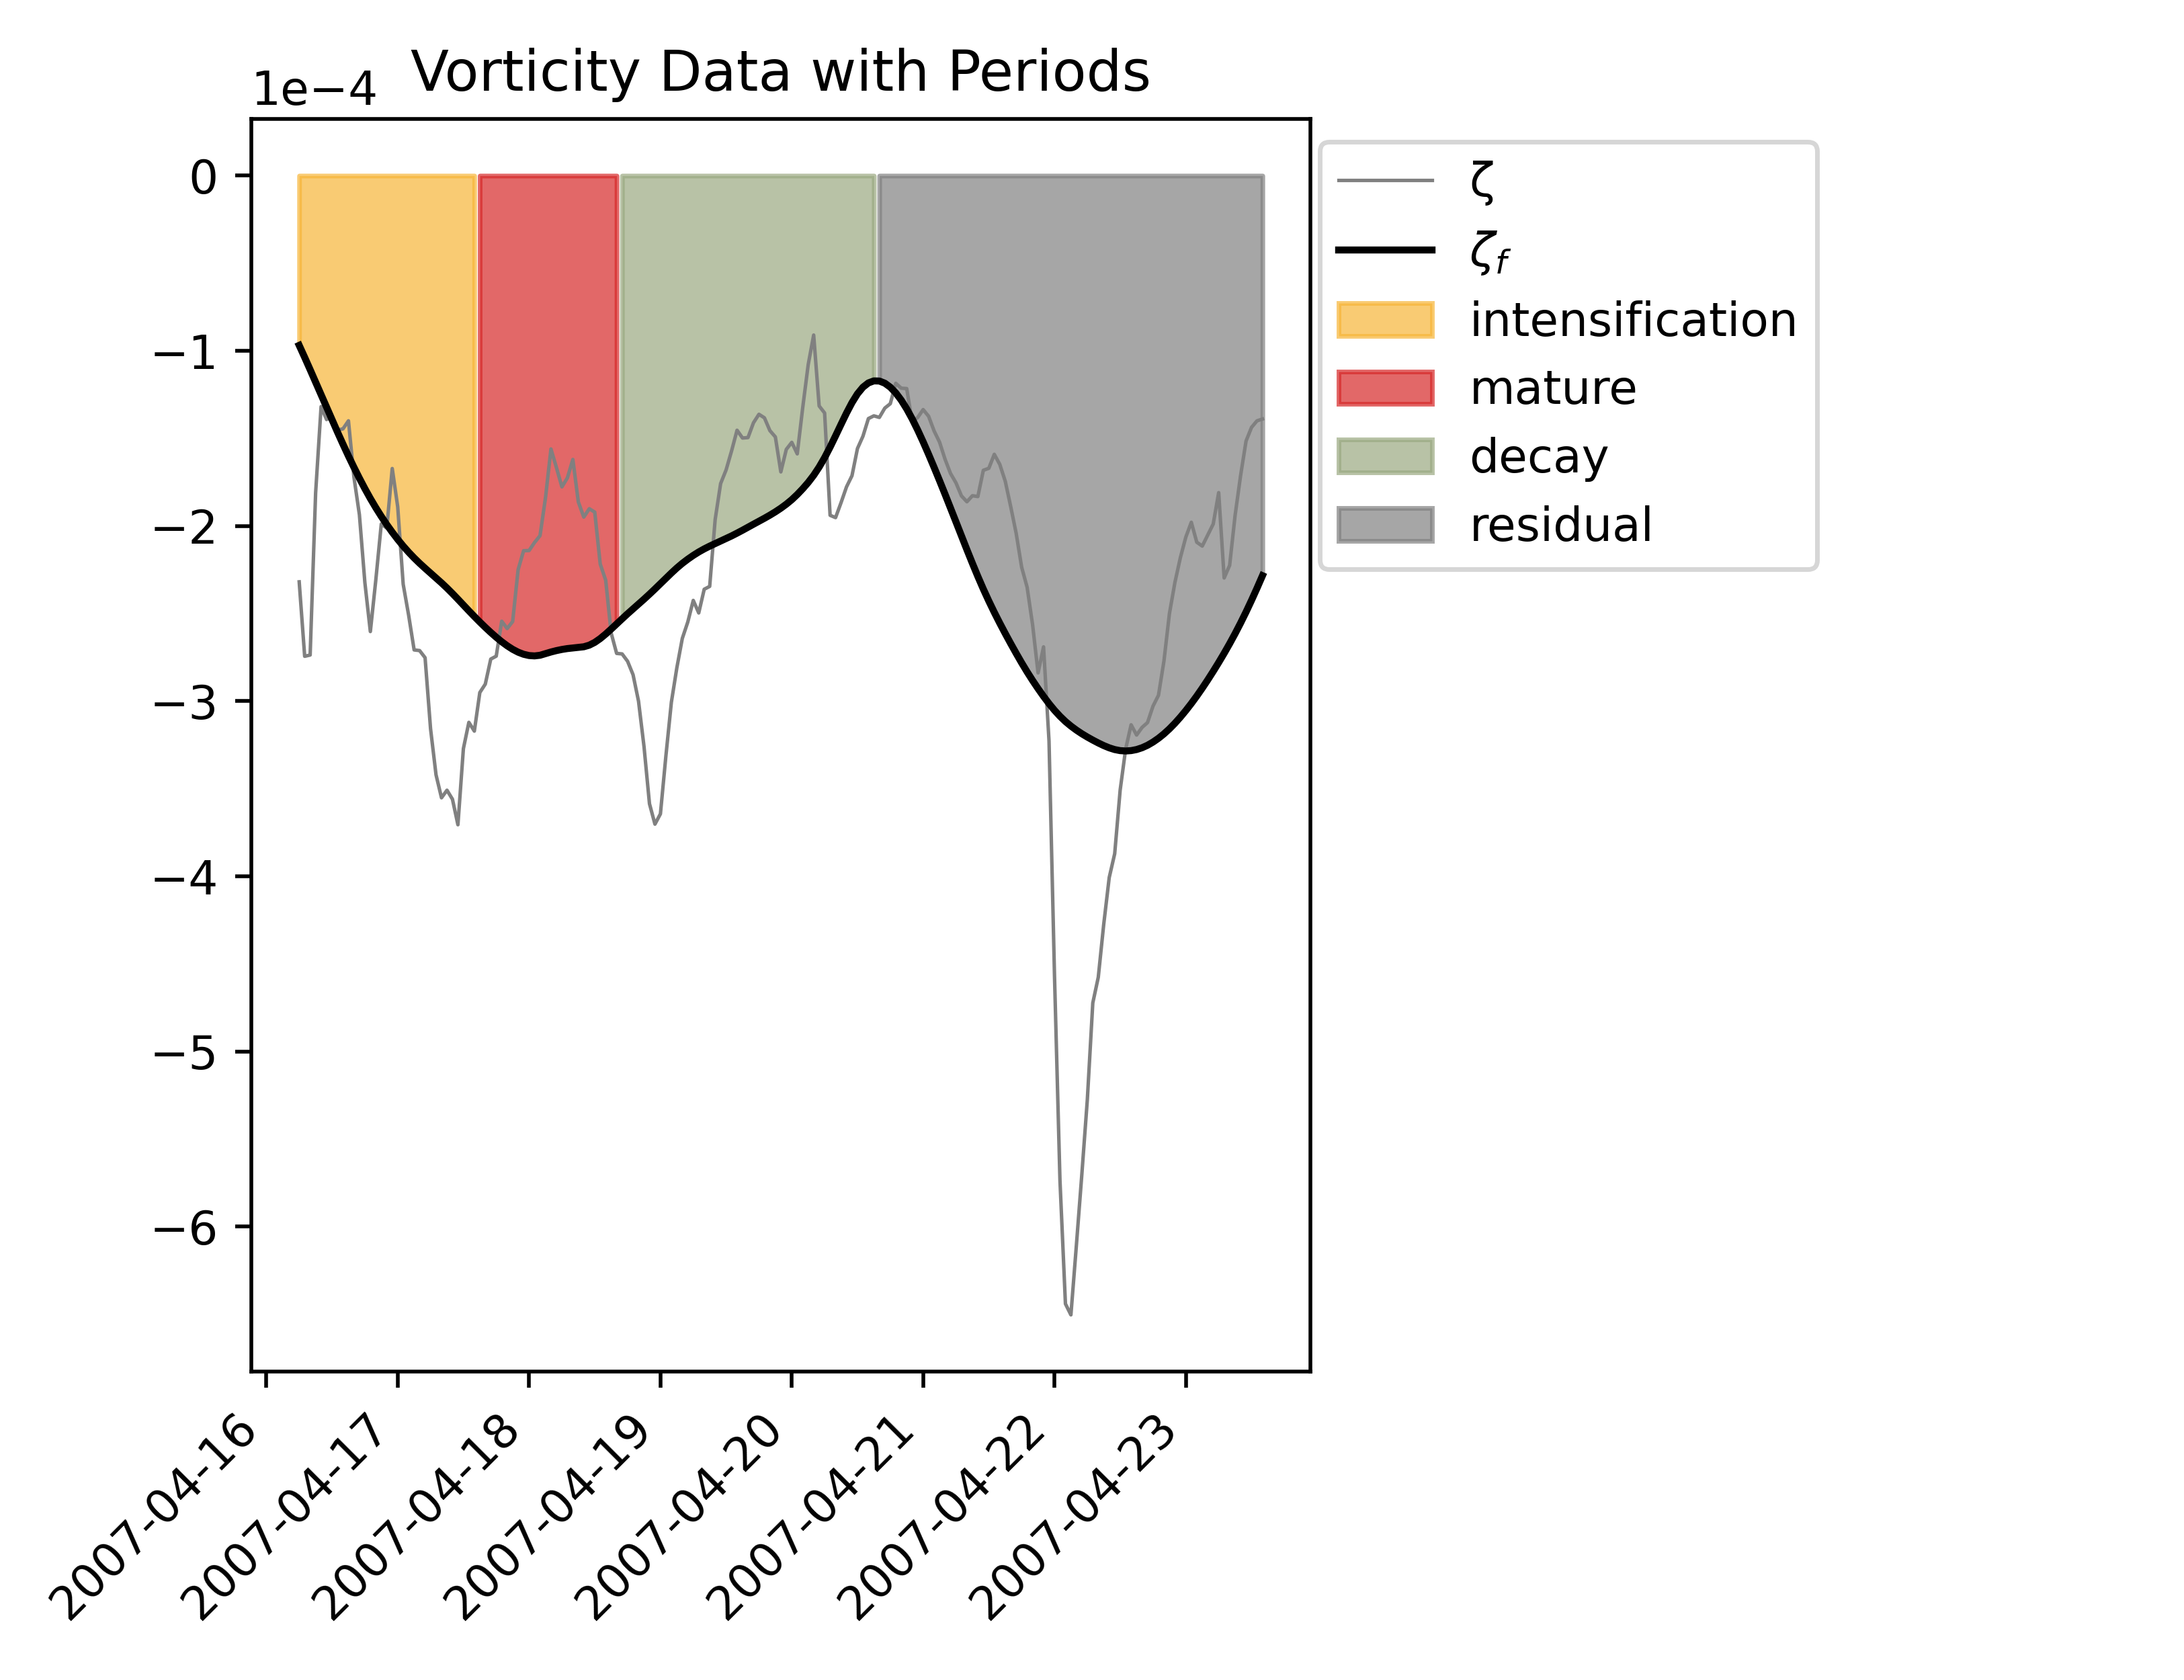 Vorticity Data with Periods
1e−4
0
−1
−2
−3
−4
−5
−6
2007-04-16
2007-04-17
2007-04-18
2007-04-19
2007-04-20
2007-04-21
2007-04-22
2007-04-23
ζ
ζf
intensification
mature
decay
residual